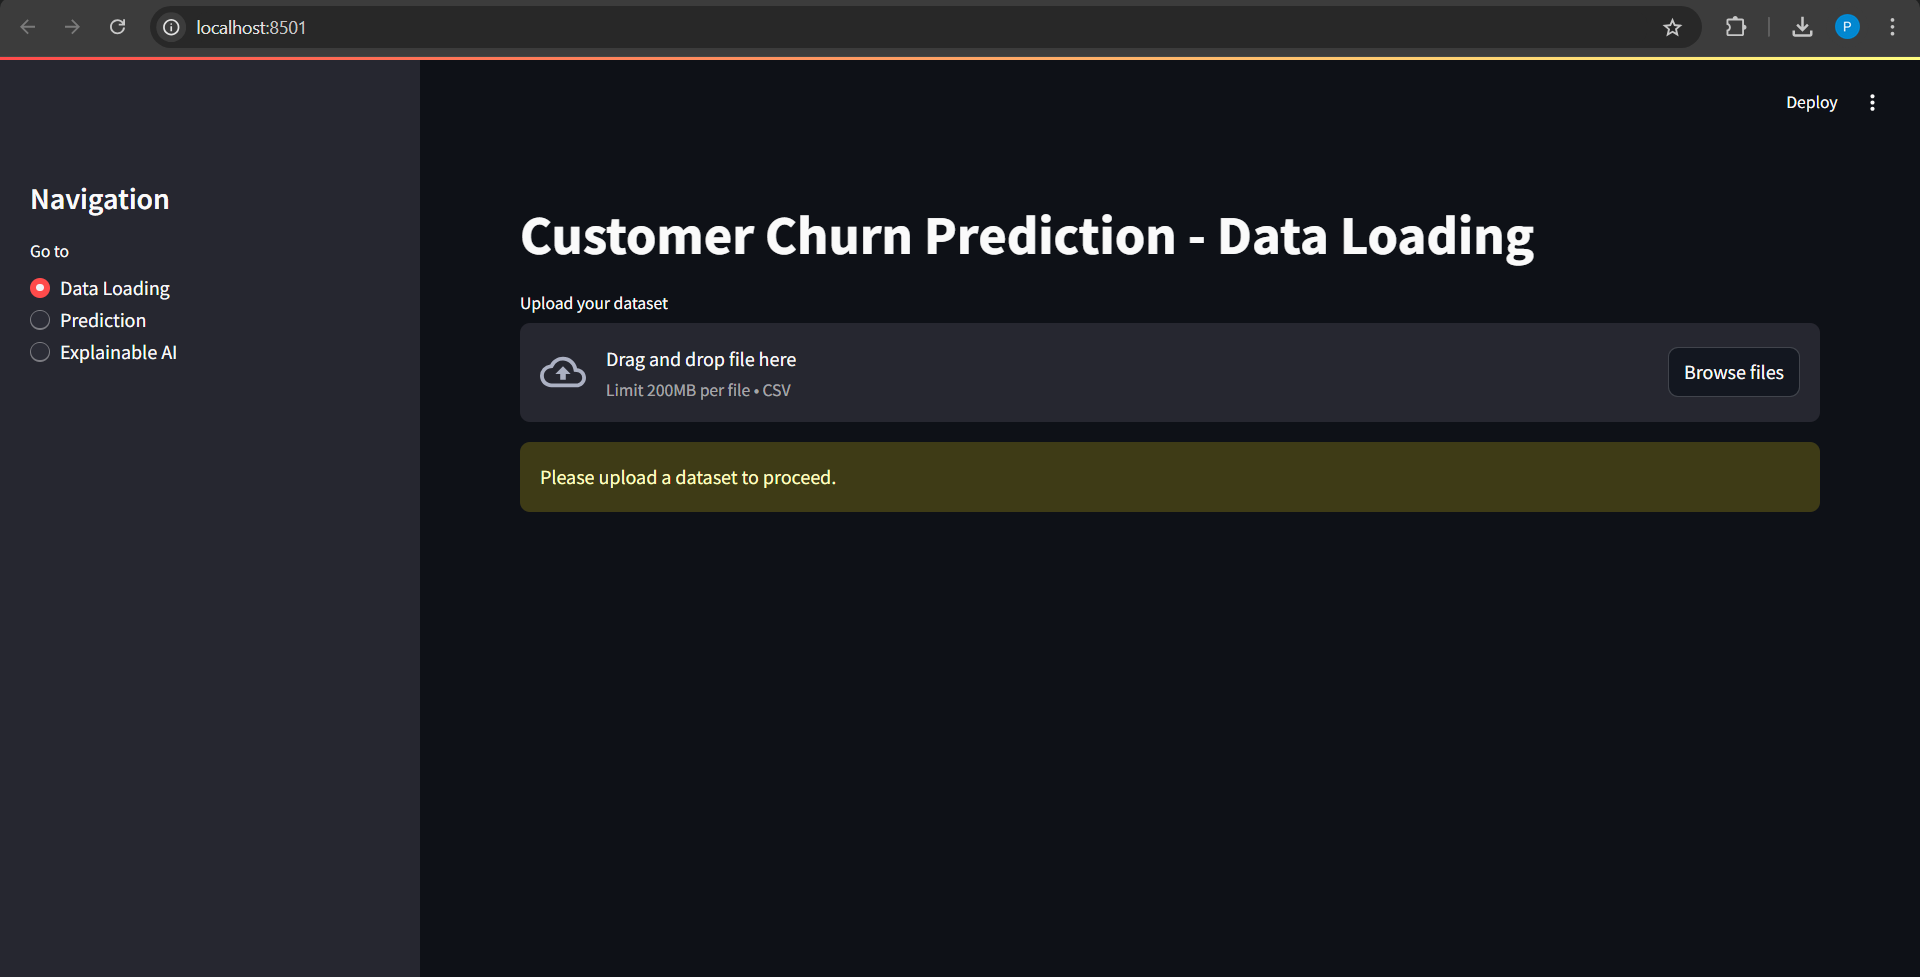 localhost:8501
P
Deploy
Navigation
Go to
Data Loading
Prediction
Explainable AI
Customer Churn Prediction - Data Loading
Upload your dataset
Drag and drop file here
Limit 200MB per file • CSV
Browse files
Please upload a dataset to proceed.